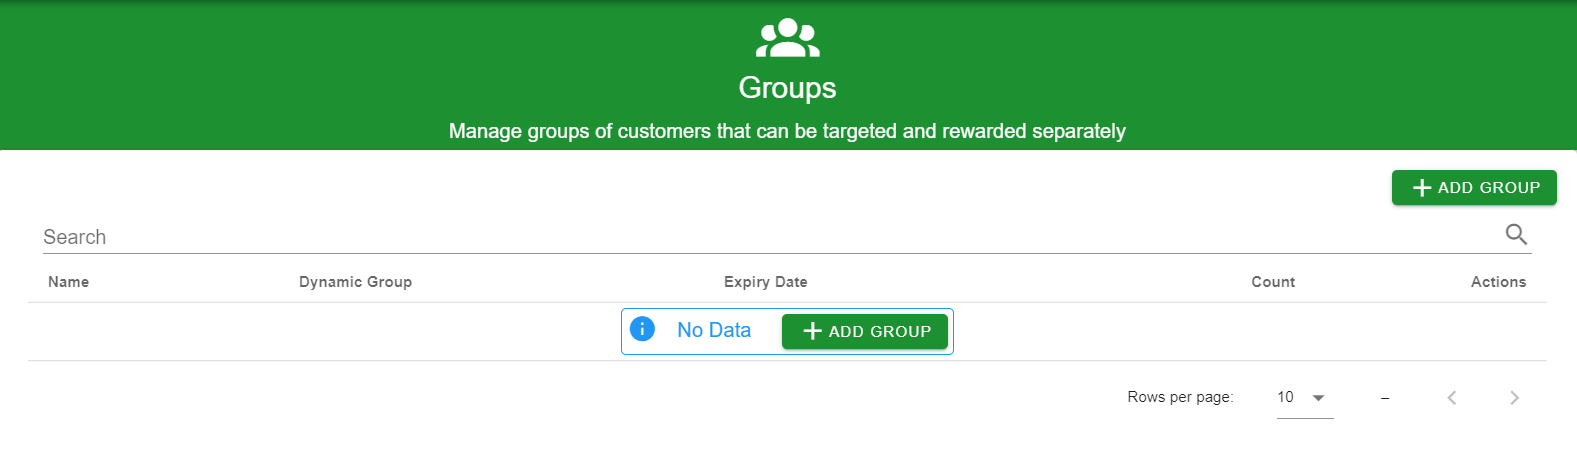 Groups
Manage groups of customers that can be targeted and rewarded separately
ADD GROUP
Search
Name Dynamic Group Expiry Date Count Actions
No Data ADD GROUP
Rows per page: 10 –